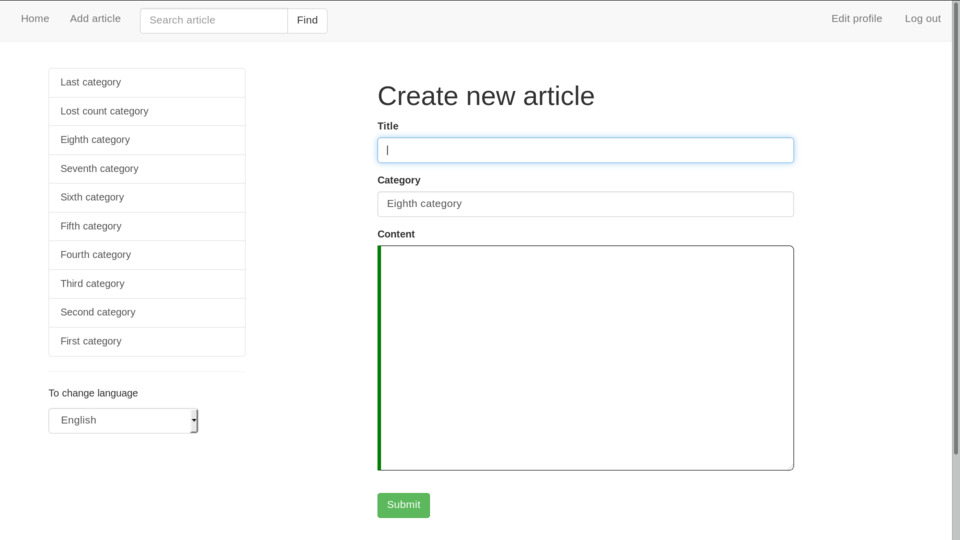 Home Add article Search article Find Edit profile Log out
Last category
Lost count category
Eighth category
Seventh category
Sixth category
Fifth category
Fourth category
Third category
Second category
First category
To change language
English
Create new article
Title
Category
Eighth category
Content
Submit